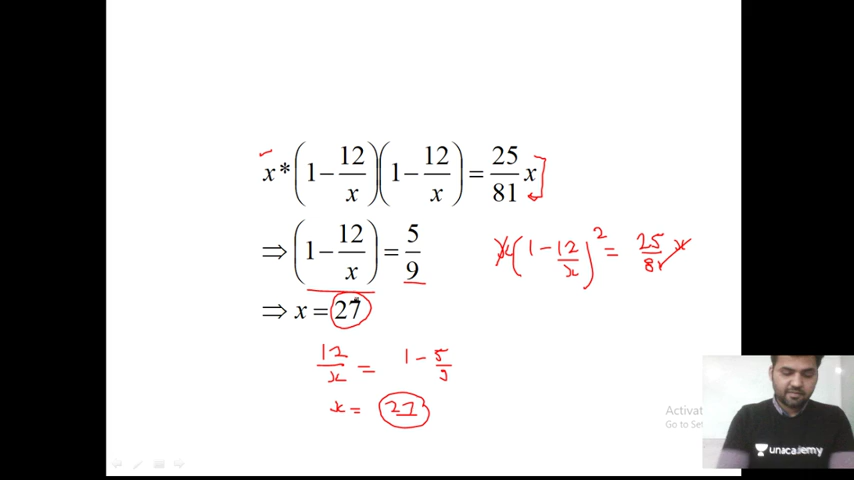 x*(1−12/x)(1−12/x)=25/81 x
⇒(1−12/x)=5/9
x(1−12/x)²=25/81 x
⇒x=27
12/x = 1−5/9
x = 27
Activat
Go to Set
unacademy